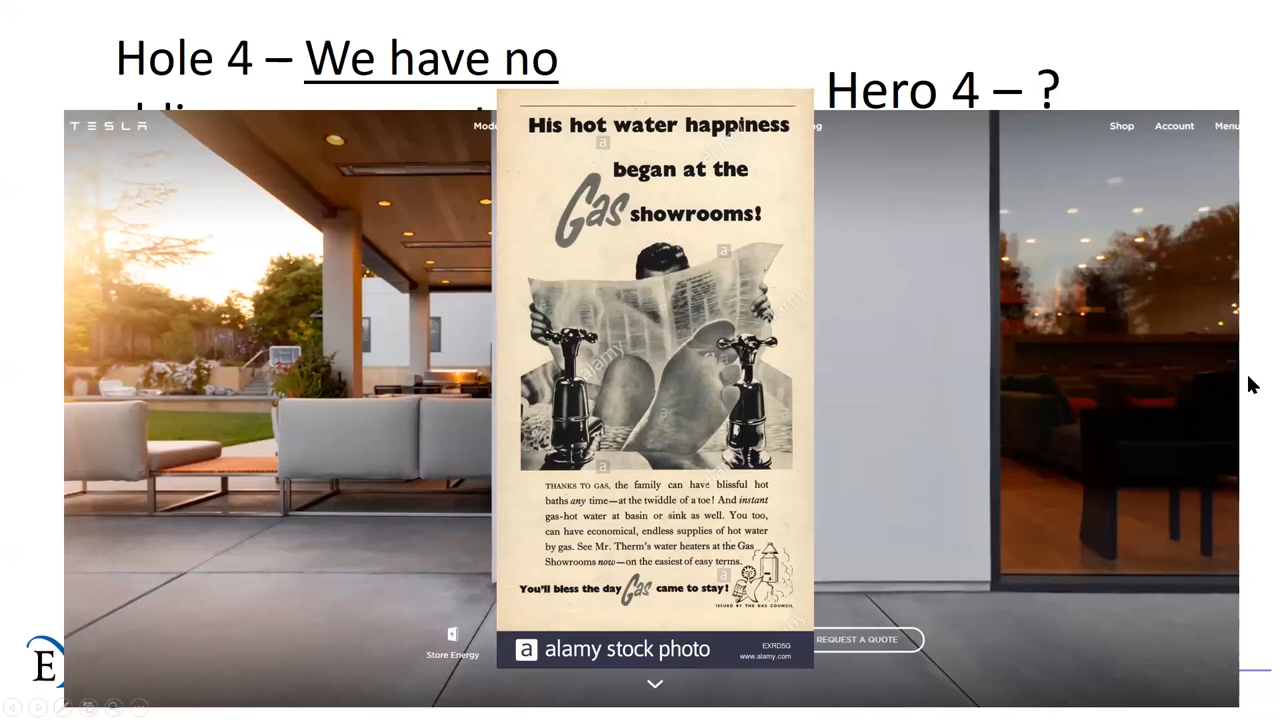 Hole 4 – We have no
Hero 4 – ?
TESLA
Shop Account Menu
His hot water happiness
began at the
Gas showrooms!
THANKS TO GAS, the family can have blissful hot
baths any time—at the twiddle of a toe! And instant
gas-hot water at basin or sink as well. You too,
can have economical, endless supplies of hot water
by gas. See Mr. Therm's water heaters at the Gas
Showrooms now—on the easiest of easy terms.
You'll bless the day Gas came to stay!
ISSUED BY THE GAS COUNCIL
a alamy stock photo
EXRD5G
www.alamy.com
Store Energy
REQUEST A QUOTE
E
alamy